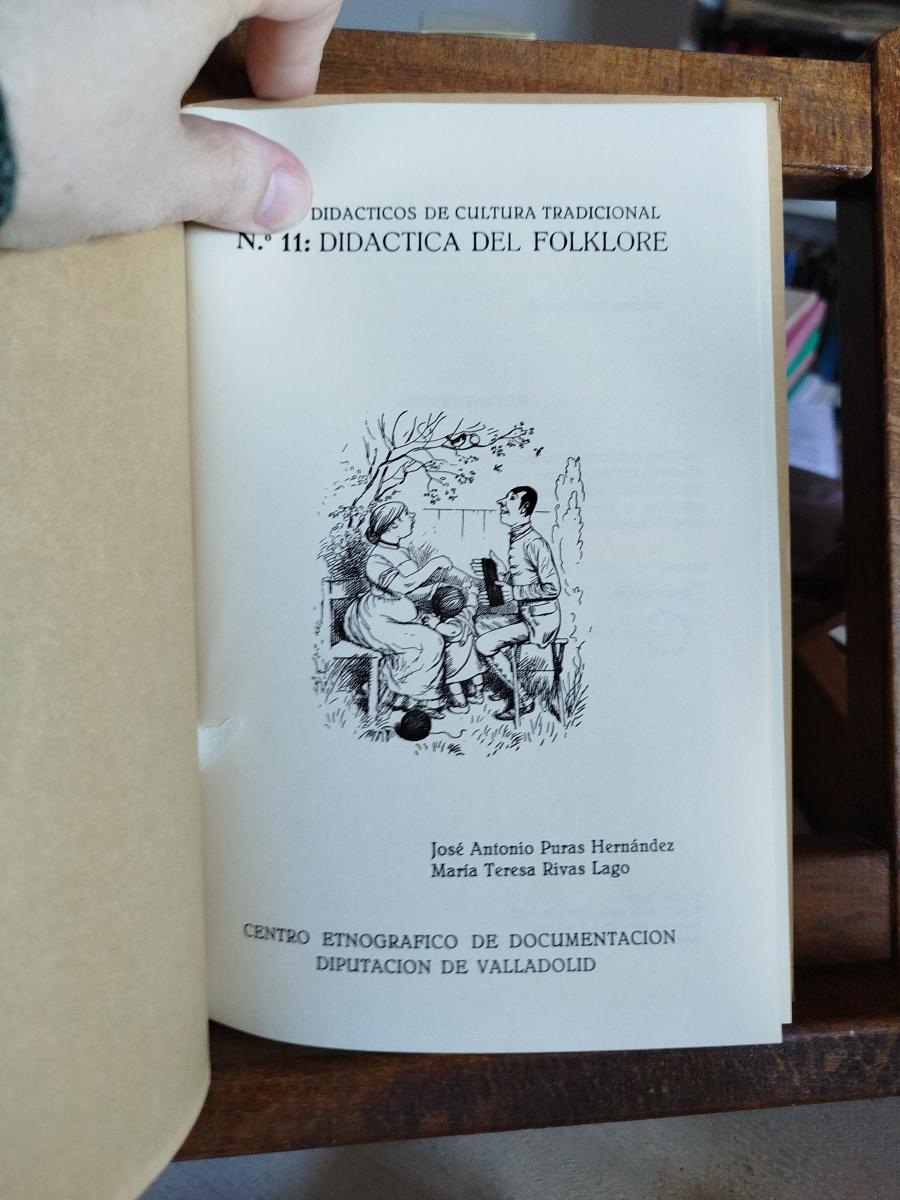 DIDACTICOS DE CULTURA TRADICIONAL
N.º 11: DIDACTICA DEL FOLKLORE
José Antonio Puras Hernández
María Teresa Rivas Lago
CENTRO ETNOGRAFICO DE DOCUMENTACION
DIPUTACION DE VALLADOLID